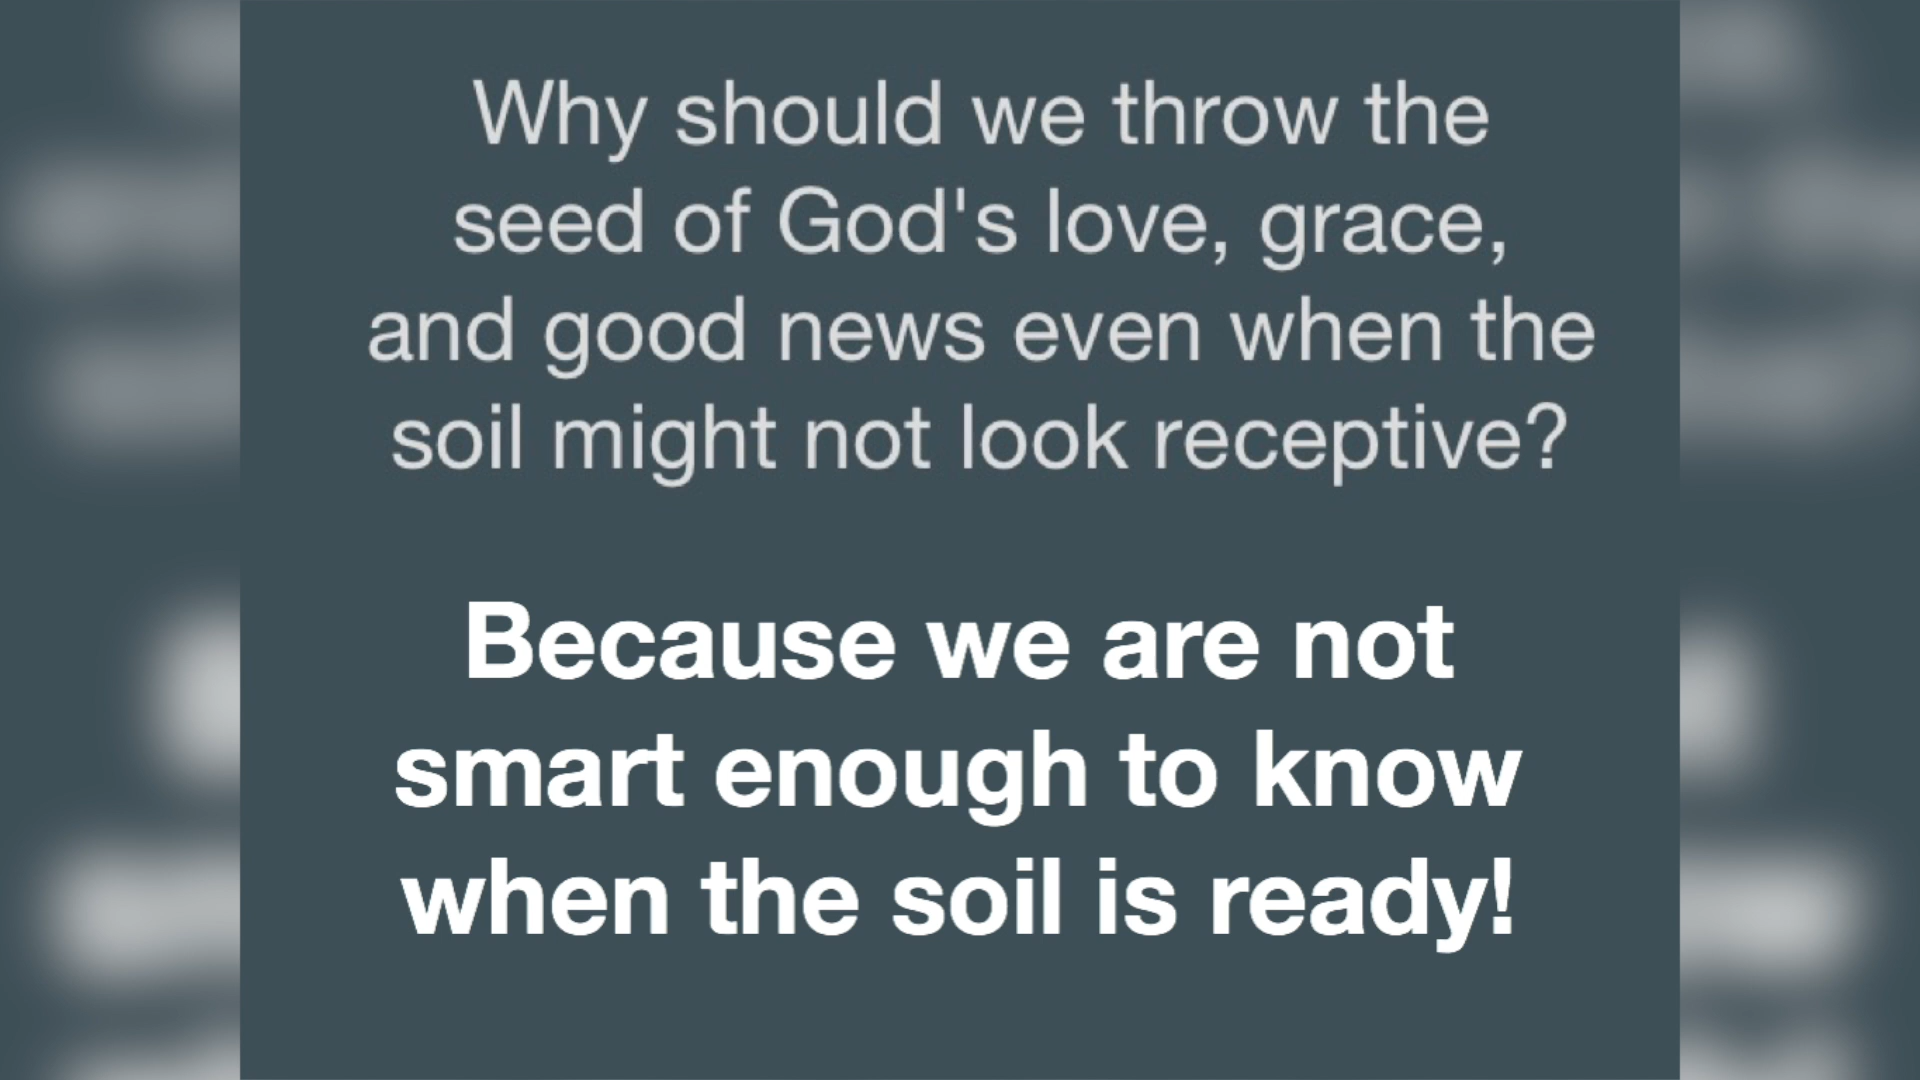 Why should we throw the
seed of God's love, grace,
and good news even when the
soil might not look receptive?
Because we are not
smart enough to know
when the soil is ready!